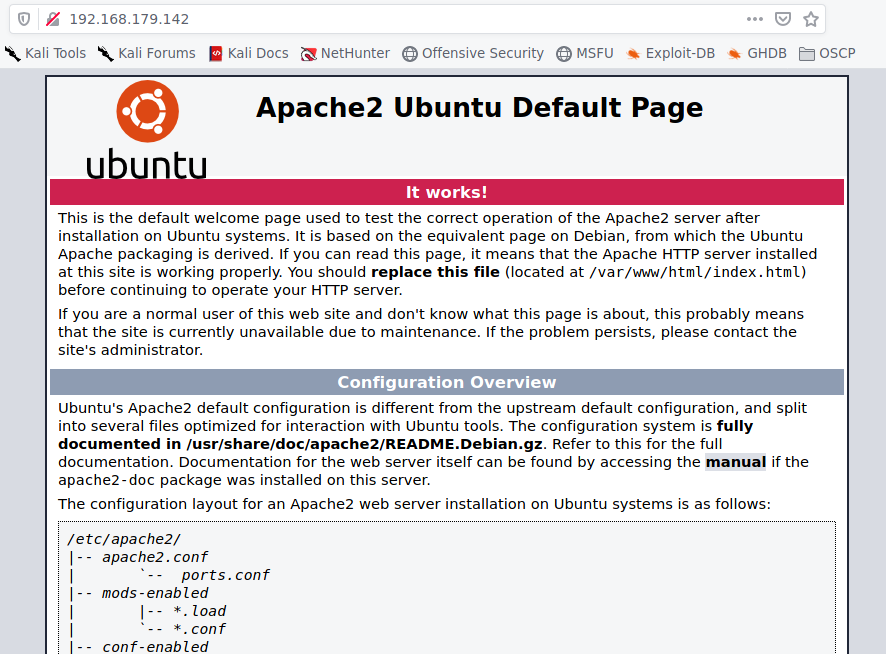 192.168.179.142
Kali Tools Kali Forums Kali Docs NetHunter Offensive Security MSFU Exploit-DB GHDB OSCP
ubuntu
Apache2 Ubuntu Default Page
It works!
This is the default welcome page used to test the correct operation of the Apache2 server after
installation on Ubuntu systems. It is based on the equivalent page on Debian, from which the Ubuntu
Apache packaging is derived. If you can read this page, it means that the Apache HTTP server installed
at this site is working properly. You should replace this file (located at /var/www/html/index.html)
before continuing to operate your HTTP server.
If you are a normal user of this web site and don't know what this page is about, this probably means
that the site is currently unavailable due to maintenance. If the problem persists, please contact the
site's administrator.
Configuration Overview
Ubuntu's Apache2 default configuration is different from the upstream default configuration, and split
into several files optimized for interaction with Ubuntu tools. The configuration system is fully
documented in /usr/share/doc/apache2/README.Debian.gz. Refer to this for the full
documentation. Documentation for the web server itself can be found by accessing the manual if the
apache2-doc package was installed on this server.
The configuration layout for an Apache2 web server installation on Ubuntu systems is as follows:
/etc/apache2/
|-- apache2.conf
|       `--  ports.conf
|-- mods-enabled
|       |-- *.load
|       `-- *.conf
|-- conf-enabled